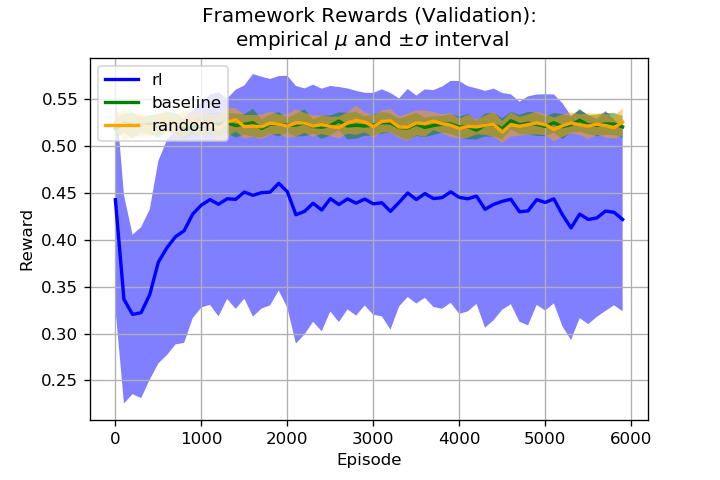 Framework Rewards (Validation):
empirical μ and ±σ interval
rl
baseline
random
0.55
0.50
0.45
0.40
0.35
0.30
0.25
Reward
0 1000 2000 3000 4000 5000 6000
Episode